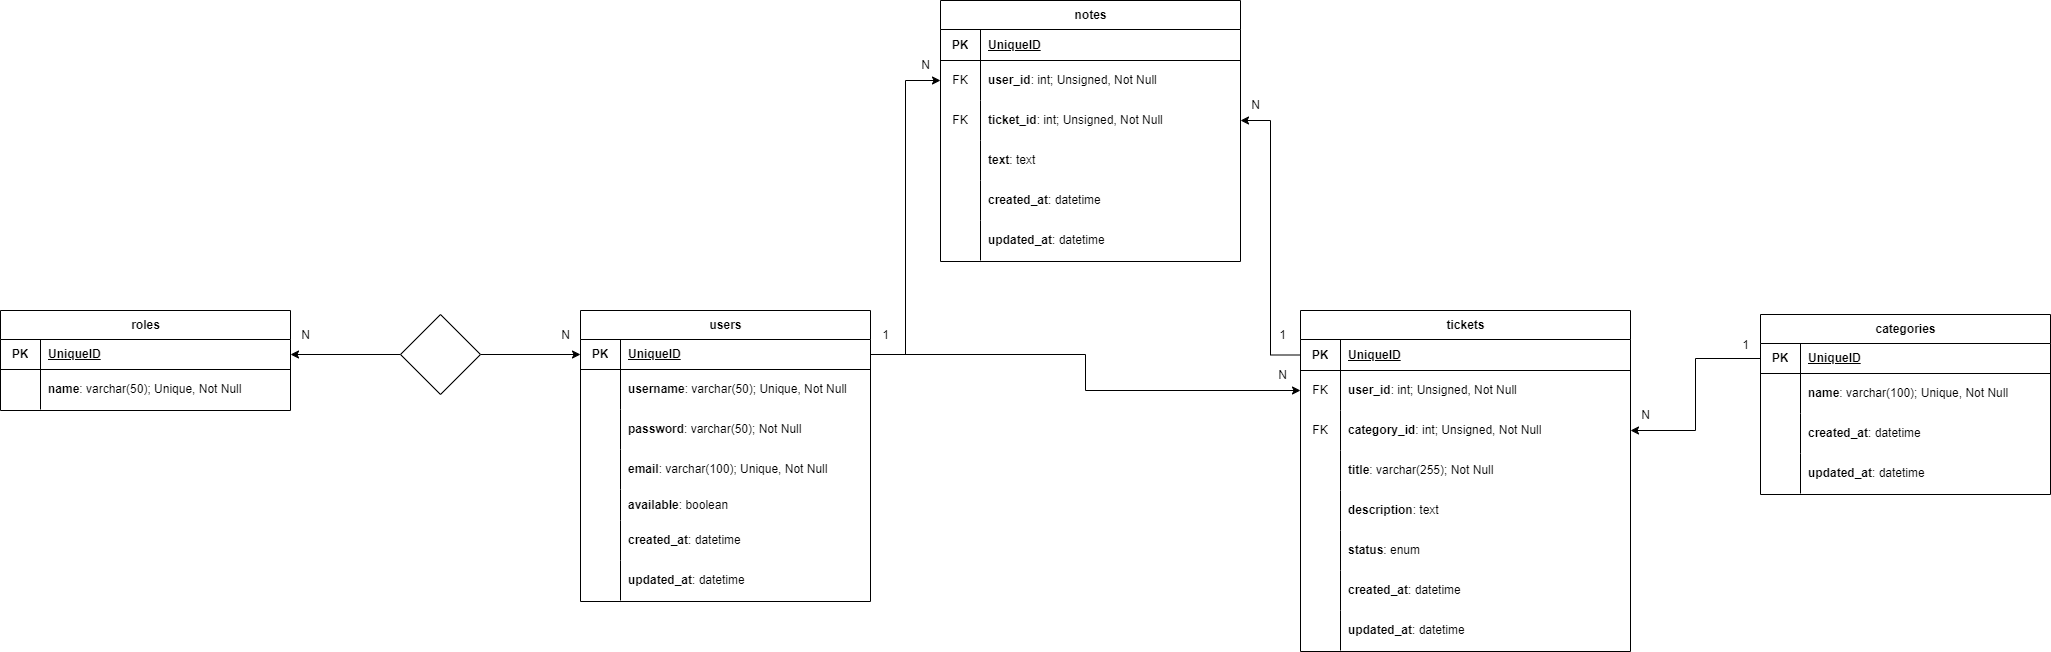 notes
PK UniqueID
FK user_id: int; Unsigned, Not Null
FK ticket_id: int; Unsigned, Not Null
text: text
created_at: datetime
updated_at: datetime
N
N
roles
PK UniqueID
name: varchar(50); Unique, Not Null
N
N
users
PK UniqueID
username: varchar(50); Unique, Not Null
password: varchar(50); Not Null
email: varchar(100); Unique, Not Null
available: boolean
created_at: datetime
updated_at: datetime
1
1
N
tickets
PK UniqueID
FK user_id: int; Unsigned, Not Null
FK category_id: int; Unsigned, Not Null
title: varchar(255); Not Null
description: text
status: enum
created_at: datetime
updated_at: datetime
N
1
categories
PK UniqueID
name: varchar(100); Unique, Not Null
created_at: datetime
updated_at: datetime